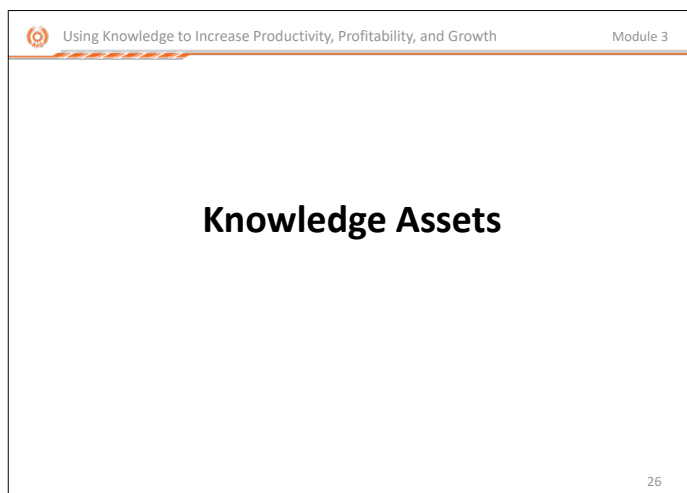 Using Knowledge to Increase Productivity, Profitability, and Growth Module 3
Knowledge Assets
26